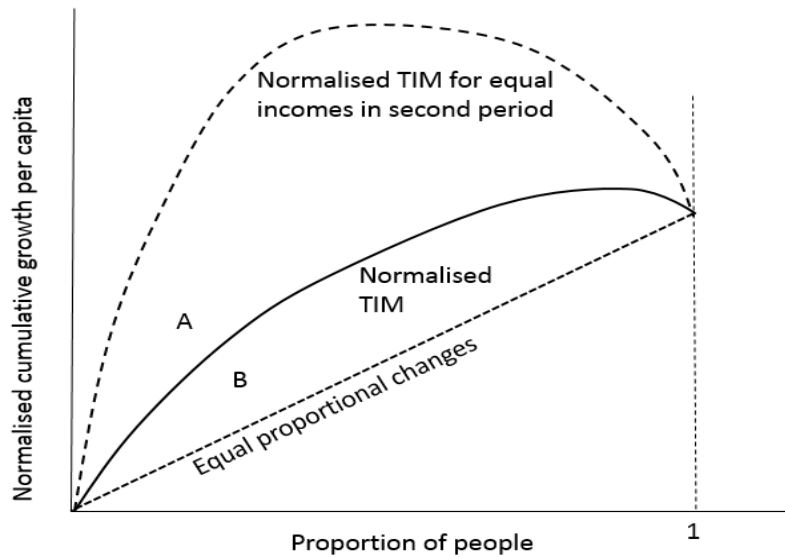 Normalised cumulative growth per capita
Normalised TIM for equal
incomes in second period
Normalised
TIM
A
B
Equal proportional changes
1
Proportion of people